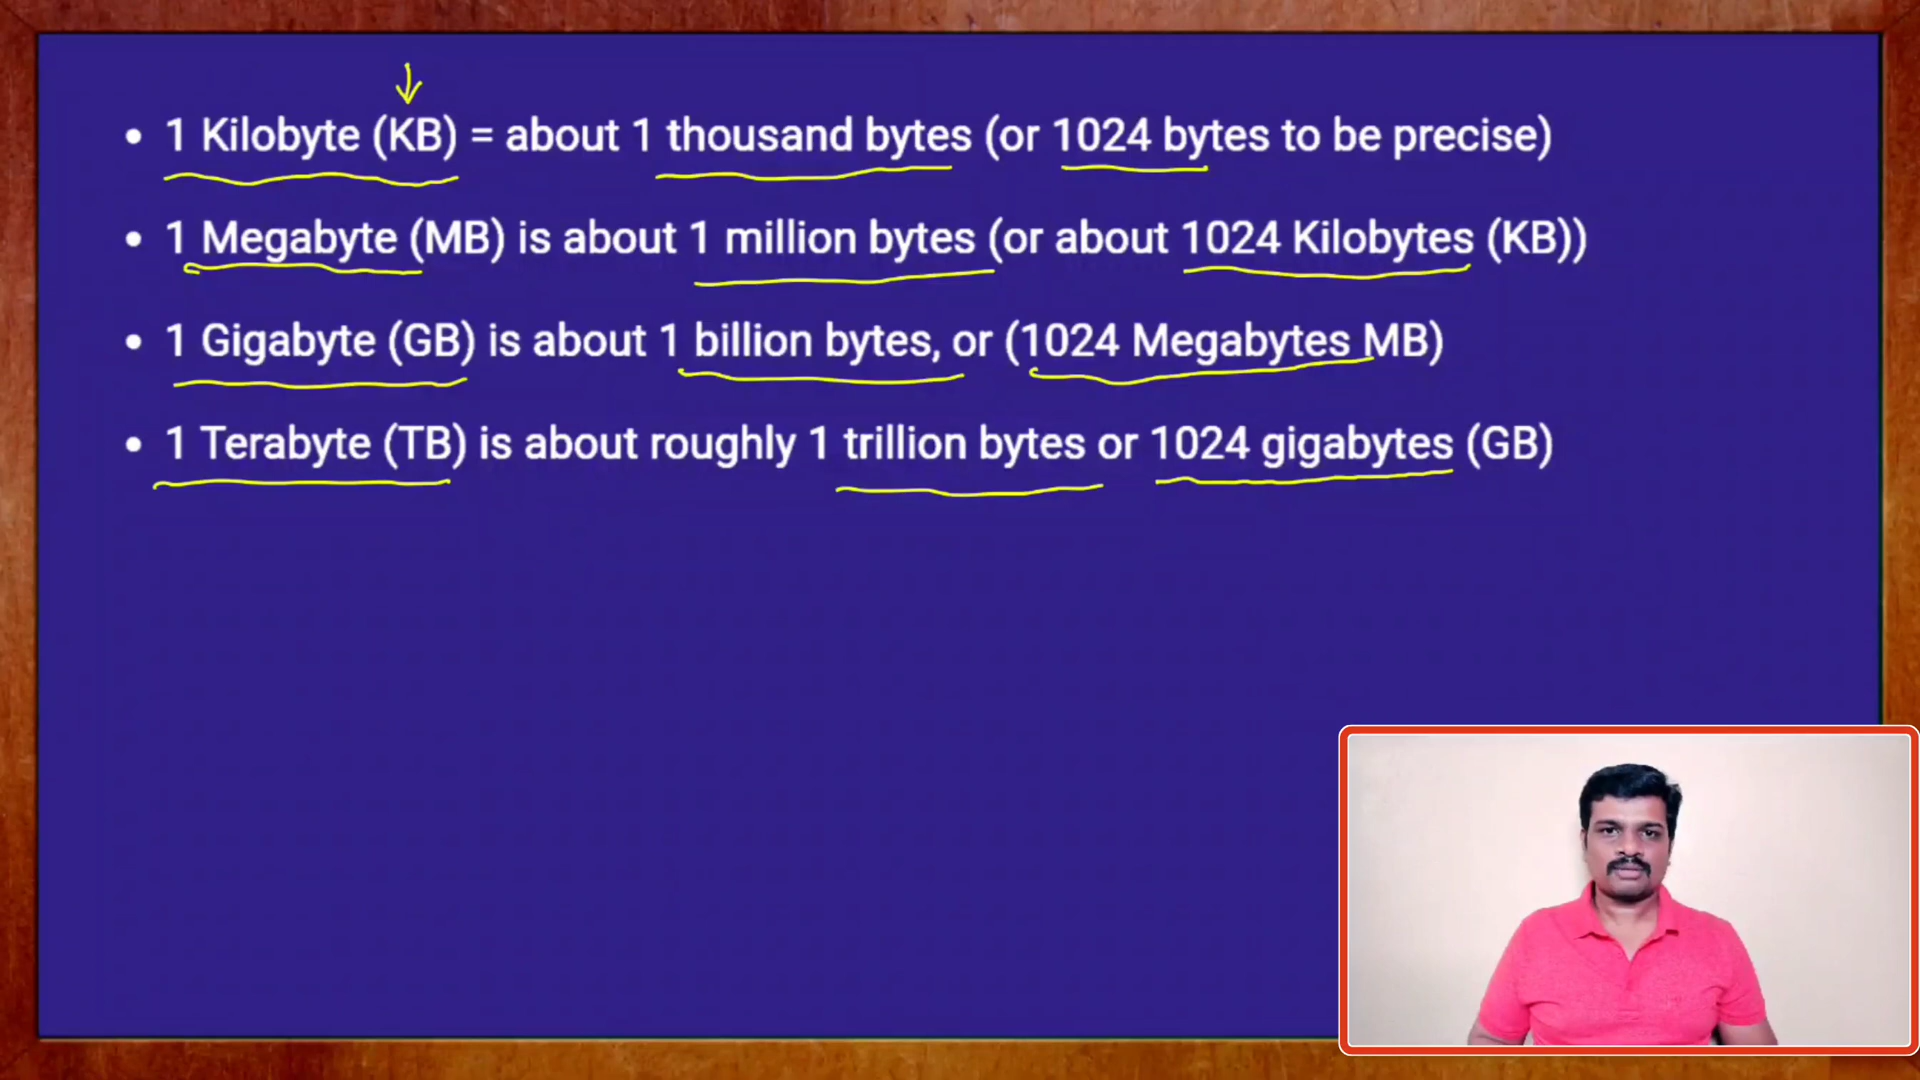 • 1 Kilobyte (KB) = about 1 thousand bytes (or 1024 bytes to be precise)
• 1 Megabyte (MB) is about 1 million bytes (or about 1024 Kilobytes (KB))
• 1 Gigabyte (GB) is about 1 billion bytes, or (1024 Megabytes MB)
• 1 Terabyte (TB) is about roughly 1 trillion bytes or 1024 gigabytes (GB)